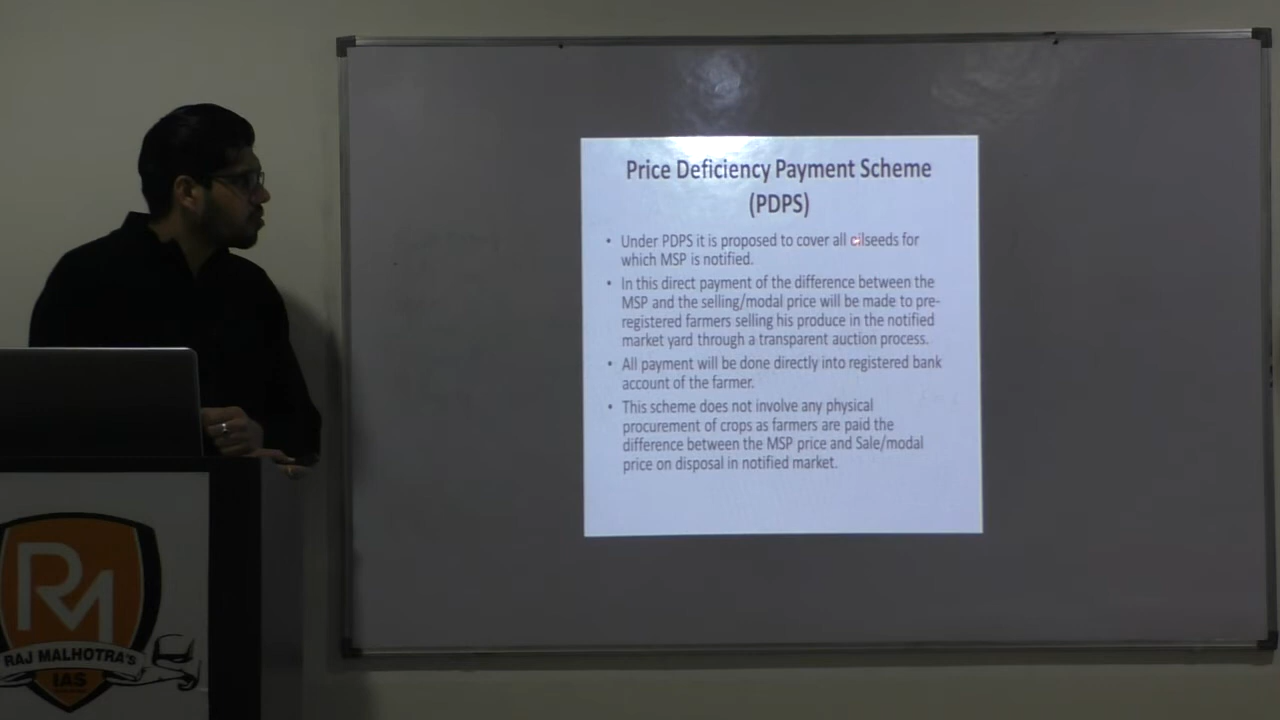 Price Deficiency Payment Scheme
(PDPS)
• Under PDPS it is proposed to cover all oilseeds for
which MSP is notified.
• In this direct payment of the difference between the
MSP and the selling/modal price will be made to pre-
registered farmers selling his produce in the notified
market yard through a transparent auction process.
• All payment will be done directly into registered bank
account of the farmer.
• This scheme does not involve any physical
procurement of crops as farmers are paid the
difference between the MSP price and Sale/modal
price on disposal in notified market.
RM
RAJ MALHOTRA'S
IAS